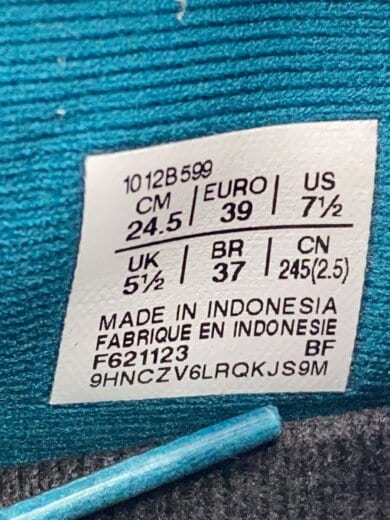 1012B599
CM | EURO | US
24.5 | 39 | 7½
UK | BR | CN
5½ | 37 | 245(2.5)
MADE IN INDONESIA
FABRIQUE EN INDONESIE
F621123 BF
9HNCZV6LRQKJS9M